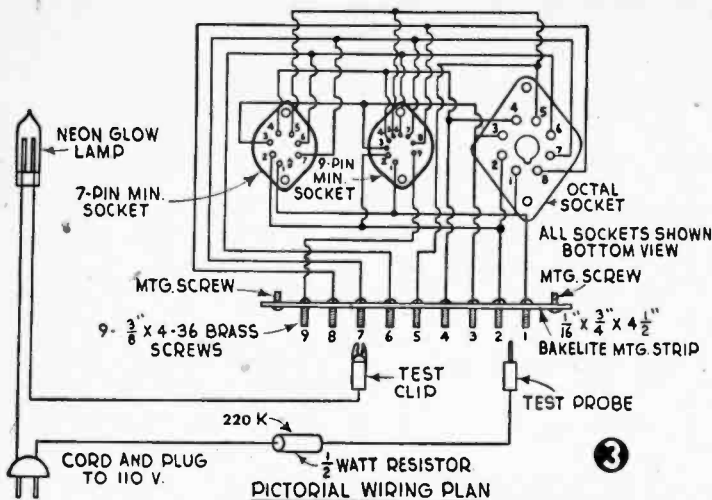 NEON GLOW
LAMP
7-PIN MIN.
SOCKET
9-PIN
MIN.
SOCKET
OCTAL
SOCKET
ALL SOCKETS SHOWN
BOTTOM VIEW
MTG. SCREW
MTG. SCREW
9 8 7 6 5 4 3 2 1
9- 3/8" X 4-36 BRASS
SCREWS
1/16" X 3/4" X 4 1/2"
BAKELITE MTG. STRIP
TEST
CLIP
TEST PROBE
220 K
1/2 WATT RESISTOR
CORD AND PLUG
TO 110 V.
PICTORIAL WIRING PLAN
3